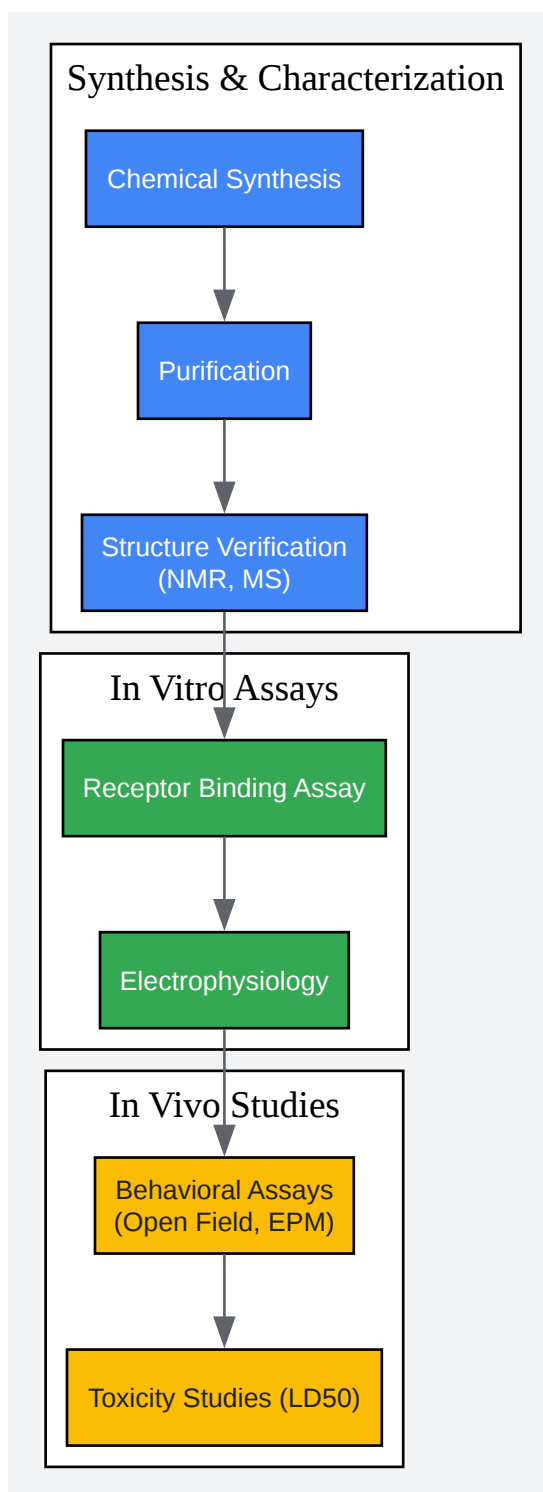 Synthesis & Characterization
Chemical Synthesis
Purification
Structure Verification
(NMR, MS)
In Vitro Assays
Receptor Binding Assay
Electrophysiology
In Vivo Studies
Behavioral Assays
(Open Field, EPM)
Toxicity Studies (LD50)